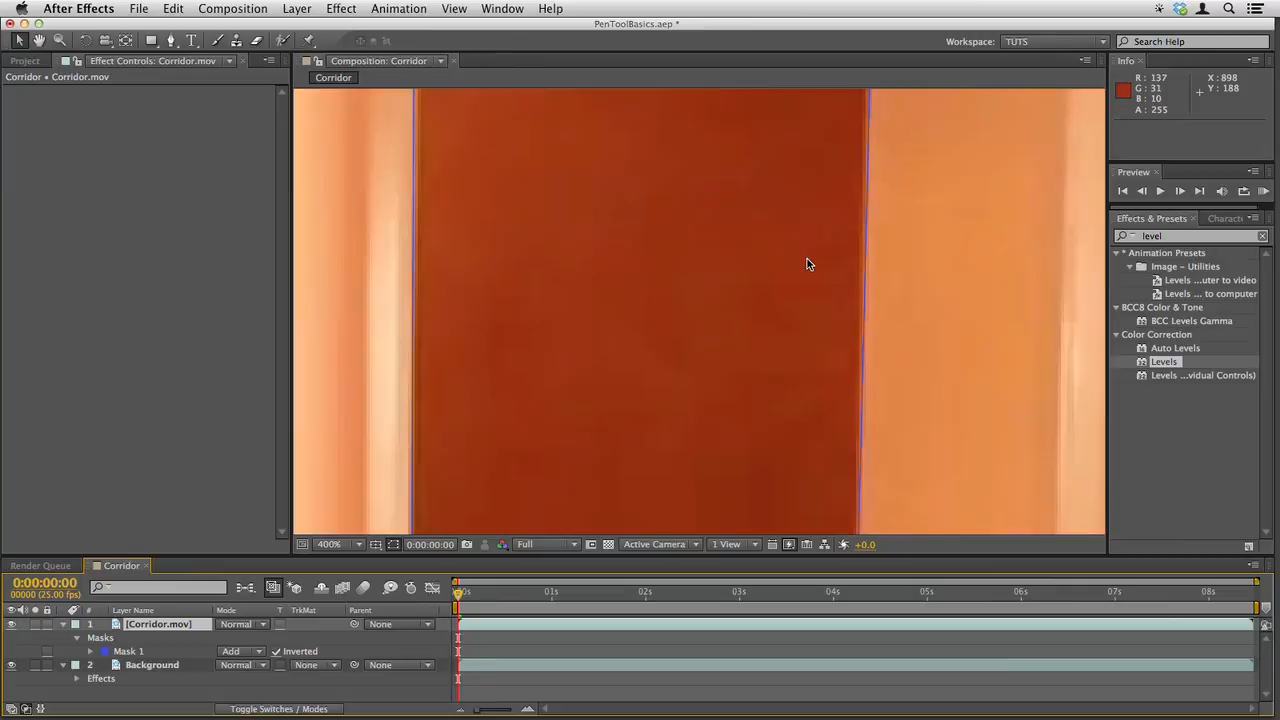 After Effects File Edit Composition Layer Effect Animation View Window Help
PenToolBasics.aep *
Workspace: TUTS Search Help
Project Effect Controls: Corridor.mov Composition: Corridor Info
Corridor • Corridor.mov
Corridor
R: 137 X: 898
G: 31 Y: 188
B: 10
A: 255
Preview
Effects & Presets Charact
level
* Animation Presets
Image – Utilities
Levels ...uter to video
Levels ... to computer
BCC8 Color & Tone
BCC Levels Gamma
Color Correction
Auto Levels
Levels
Levels ...vidual Controls)
400% 0:00:00:00 Full Active Camera 1 View +0.0
Render Queue Corridor
0:00:00:00
00000 (25.00 fps)
0s 01s 02s 03s 04s 05s 06s 07s 08s
# Layer Name Mode T TrkMat Parent
1 [Corridor.mov] Normal None
Masks
Mask 1 Add Inverted
2 Background Normal None None
Effects
Toggle Switches / Modes